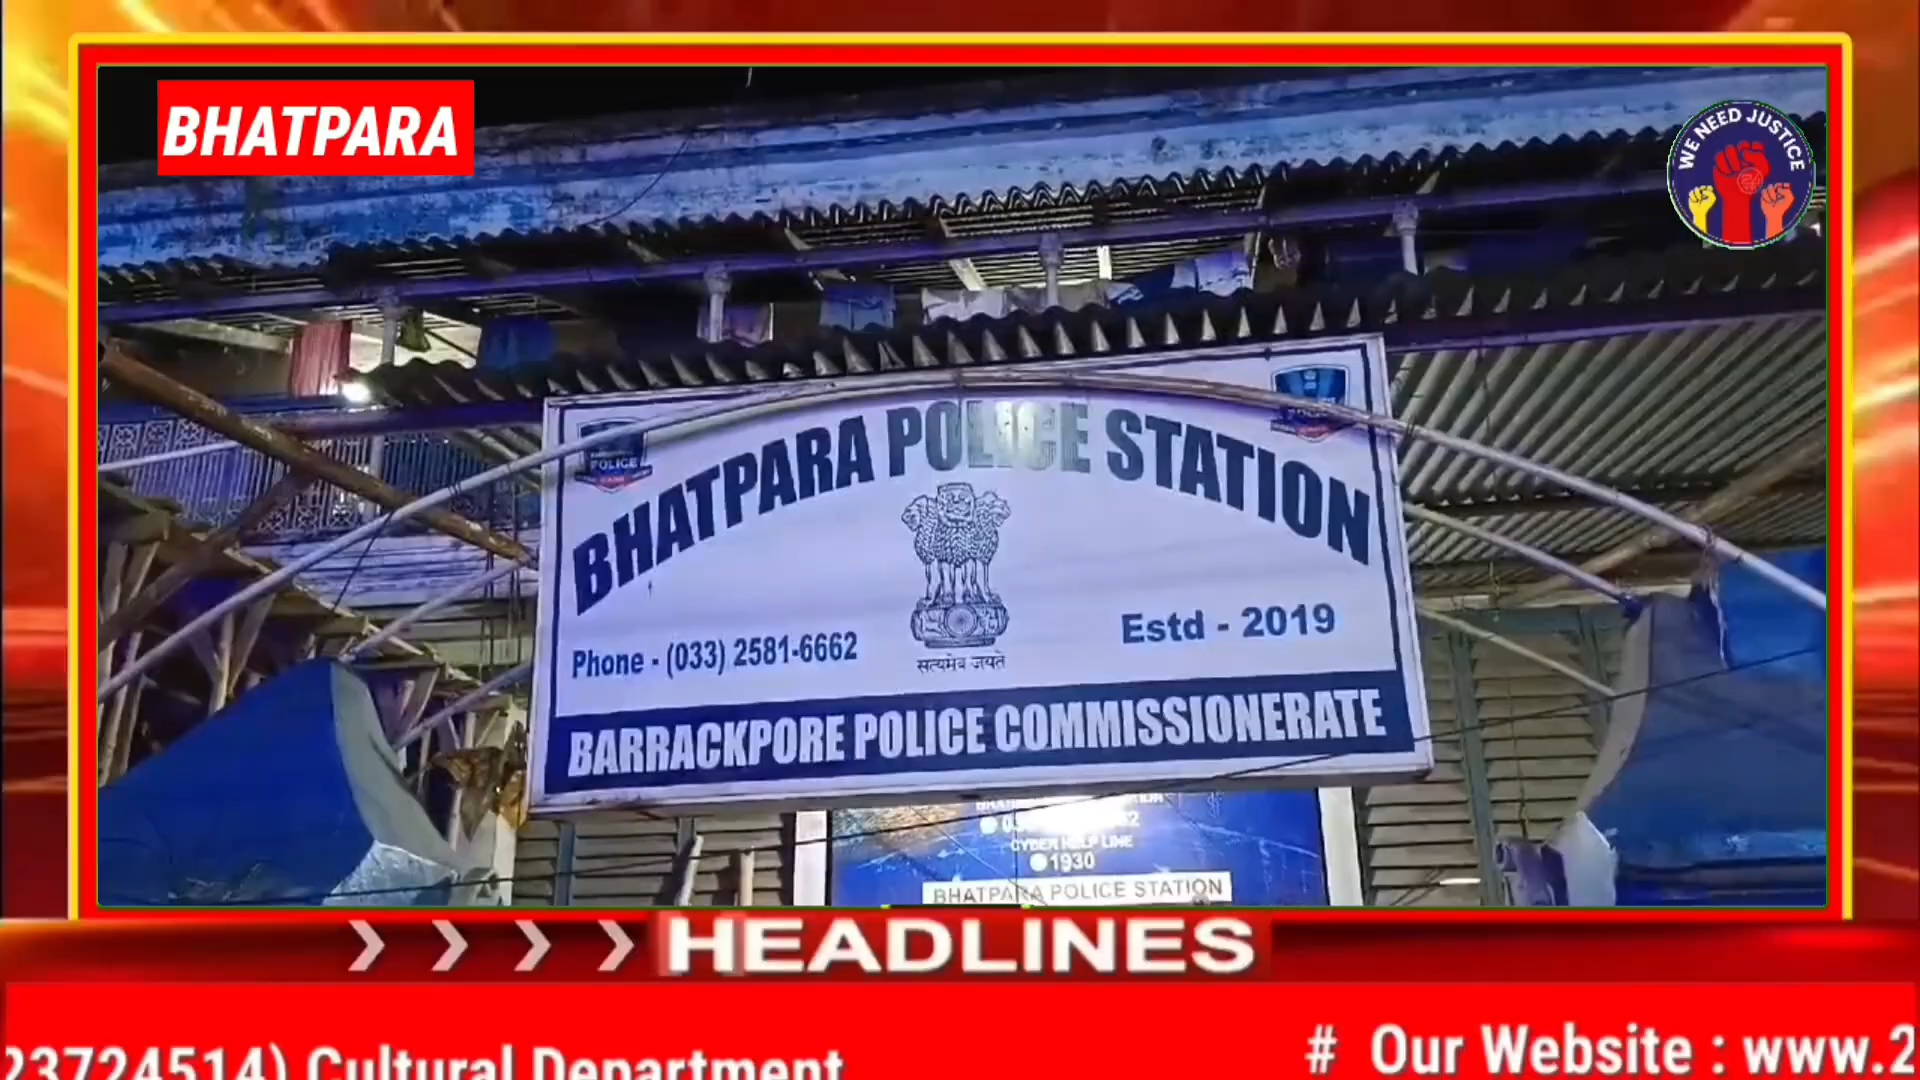 BHATPARA
WE NEED JUSTICE
BHATPARA POLICE STATION
POLICE
Phone - (033) 2581-6662
Estd - 2019
सत्यमेव जयते
BARRACKPORE POLICE COMMISSIONERATE
CYBER HELP LINE
1930
BHATPARA POLICE STATION
HEADLINES
23724514) Cultural Department
# Our Website : www.2